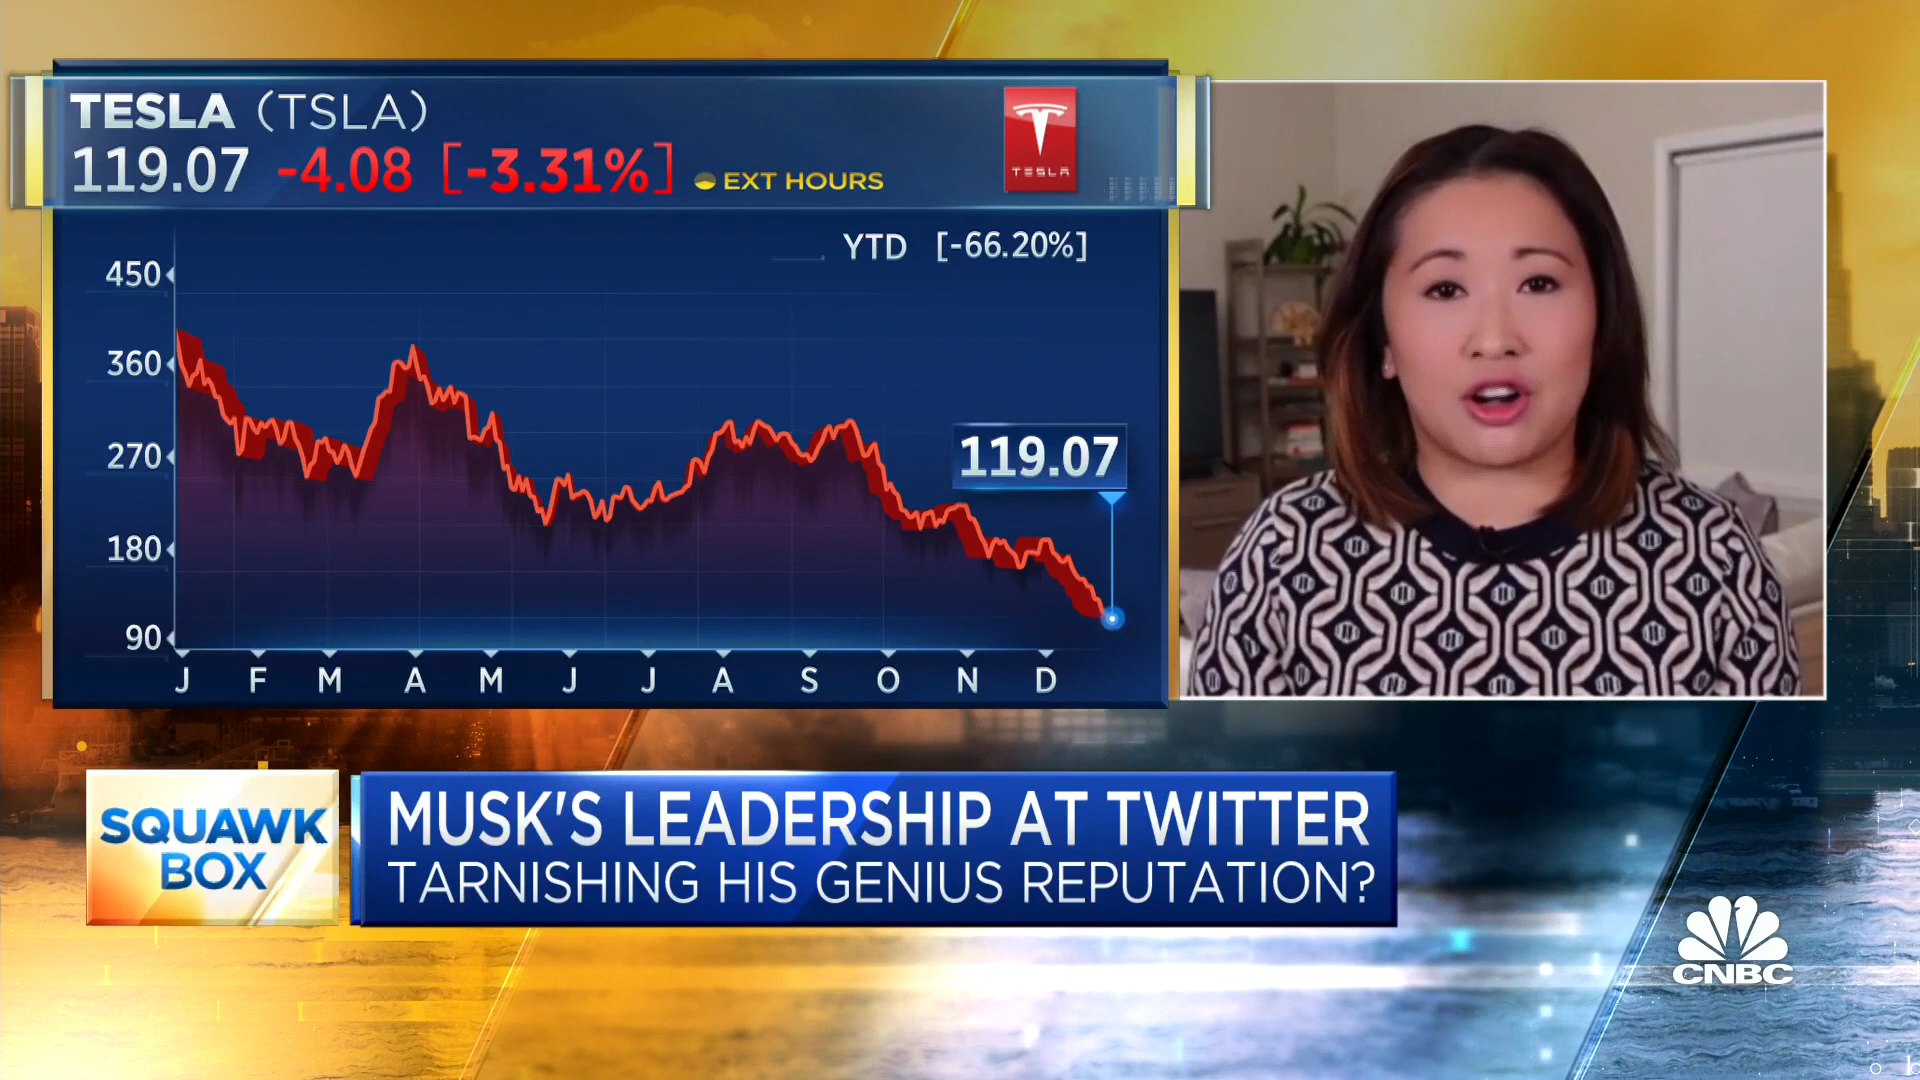 TESLA (TSLA)
119.07 -4.08 [-3.31%] EXT HOURS
TESLA
YTD [-66.20%]
450
360
270
180
90
119.07
J F M A M J J A S O N D
SQUAWK
BOX
MUSK'S LEADERSHIP AT TWITTER
TARNISHING HIS GENIUS REPUTATION?
CNBC